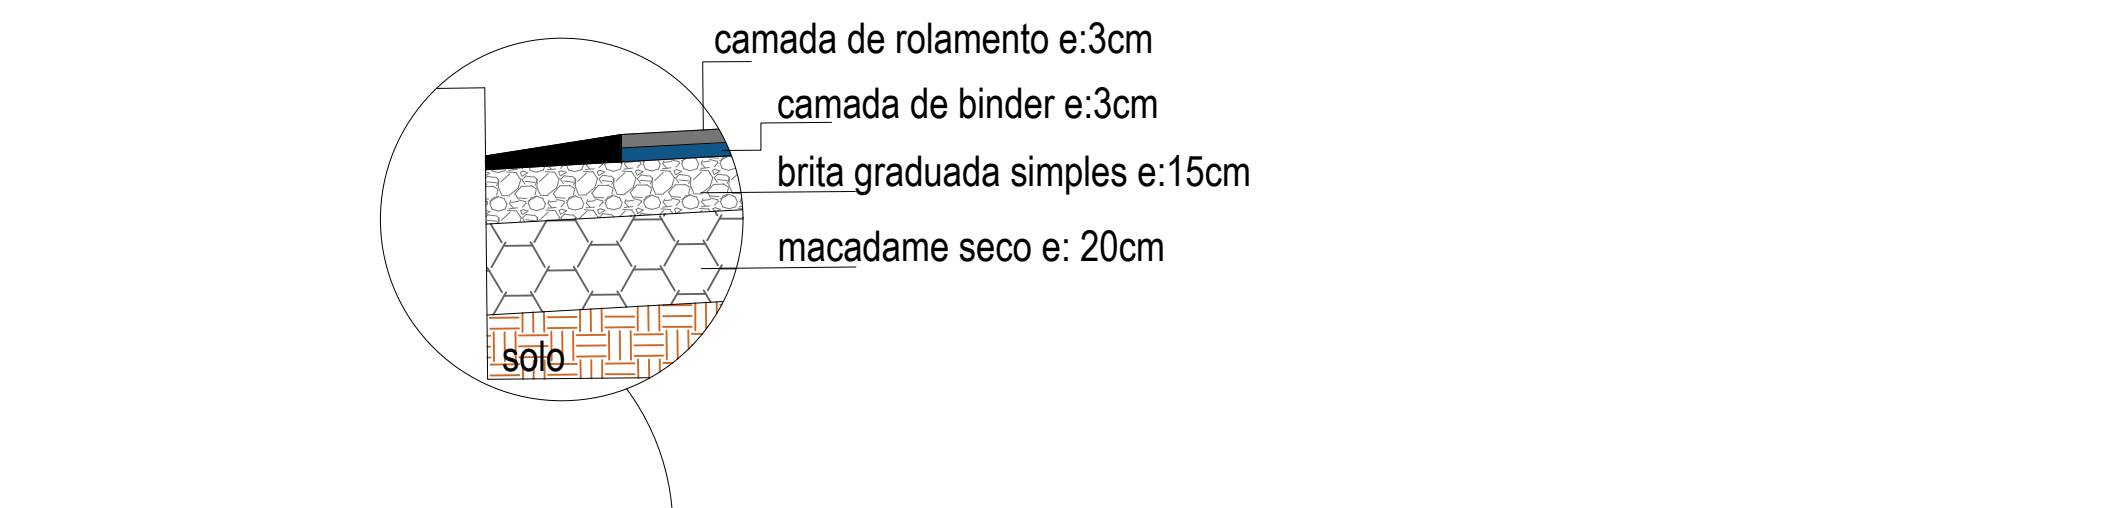 camada de rolamento e:3cm
camada de binder e:3cm
brita graduada simples e:15cm
macadame seco e: 20cm
solo